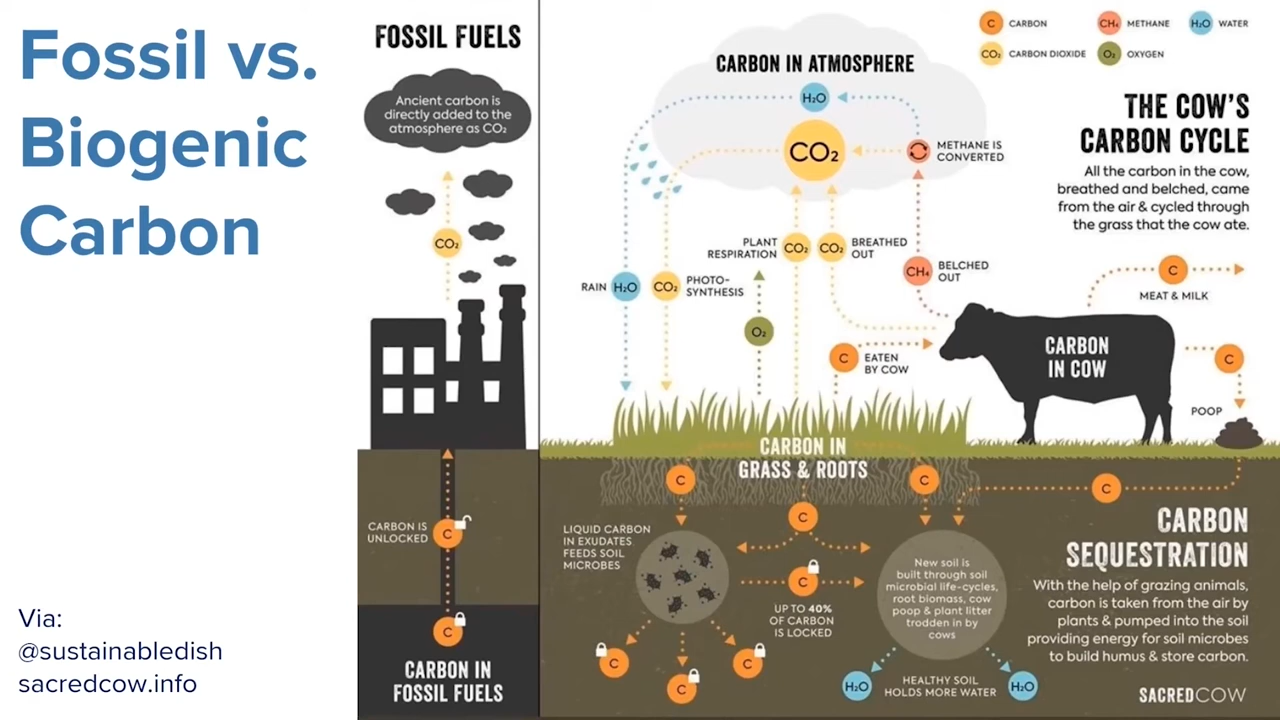 Fossil vs.
Biogenic
Carbon
Via:
@sustainabledish
sacredcow.info
FOSSIL FUELS
Ancient carbon is
directly added to the
atmosphere as CO₂
CO₂
CARBON IS
UNLOCKED
C
C
CARBON IN
FOSSIL FUELS
C CARBON
CH₄ METHANE
H₂O WATER
CO₂ CARBON DIOXIDE
O₂ OXYGEN
CARBON IN ATMOSPHERE
H₂O
CO₂
METHANE IS
CONVERTED
THE COW'S
CARBON CYCLE
All the carbon in the cow,
breathed and belched, came
from the air & cycled through
the grass that the cow ate.
RAIN H₂O
CO₂ PHOTO-
SYNTHESIS
PLANT
RESPIRATION
CO₂
CO₂ BREATHED
OUT
CH₄ BELCHED
OUT
O₂
C EATEN
BY COW
C
MEAT & MILK
CARBON
IN COW
C
POOP
CARBON IN
GRASS & ROOTS
C
C
C
C
LIQUID CARBON
IN EXUDATES
FEEDS SOIL
MICROBES
C
UP TO 40%
OF CARBON
IS LOCKED
New soil is
built through soil
microbial life-cycles,
root biomass, cow
poop & plant litter
trodden in by
cows
C
C
C
H₂O
HEALTHY SOIL
HOLDS MORE WATER
H₂O
CARBON
SEQUESTRATION
With the help of grazing animals,
carbon is taken from the air by
plants & pumped into the soil
providing energy for soil microbes
to build humus & store carbon.
SACREDCOW